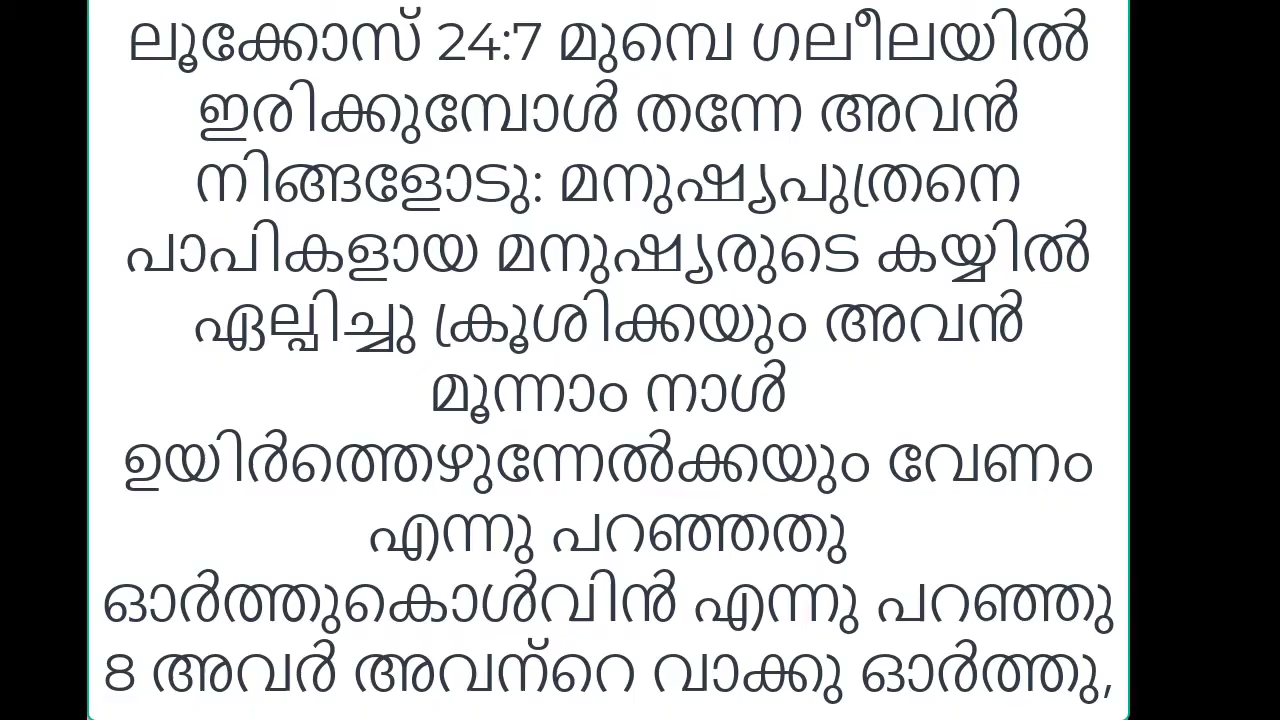 ലൂക്കോസ് 24:7 മുമ്പെ ഗലീലയിൽ
ഇരിക്കുമ്പോൾ തന്നേ അവൻ
നിങ്ങളോടു: മനുഷ്യപുത്രനെ
പാപികളായ മനുഷ്യരുടെ കയ്യിൽ
ഏല്പിച്ചു ക്രൂശിക്കയും അവൻ
മൂന്നാം നാൾ
ഉയിർത്തെഴുന്നേൽക്കയും വേണം
എന്നു പറഞ്ഞതു
ഓർത്തുകൊൾവിൻ എന്നു പറഞ്ഞു
8 അവർ അവന്റെ വാക്കു ഓർത്തു,